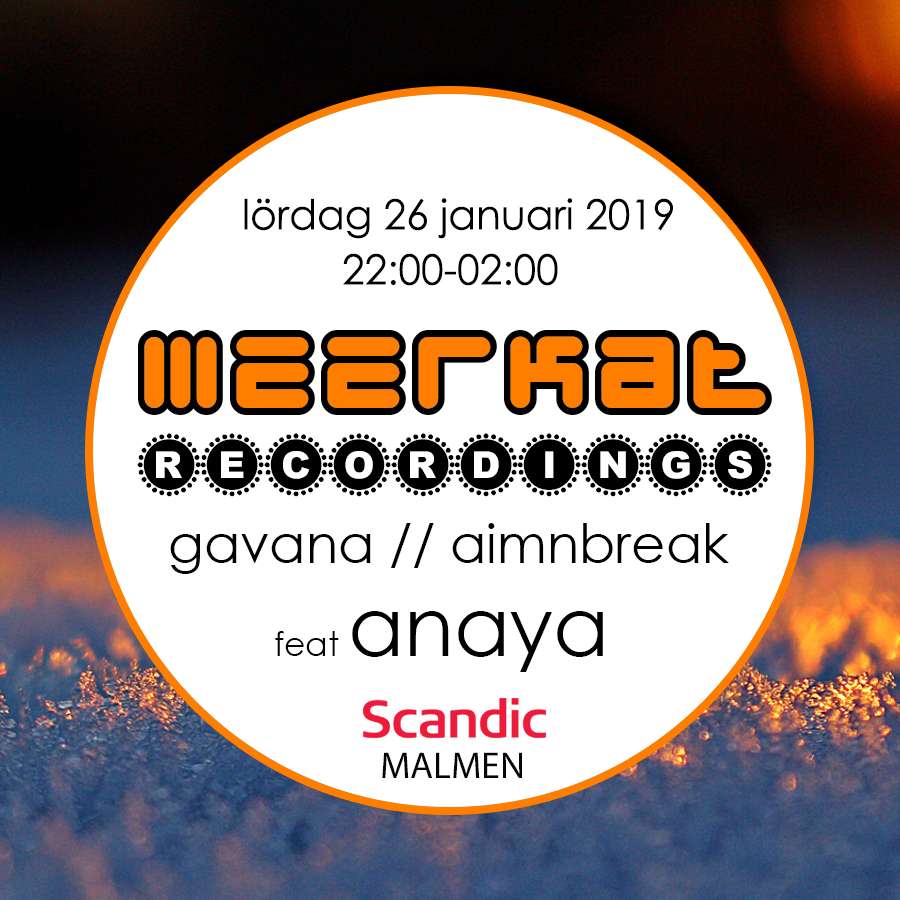 lördag 26 januari 2019
22:00-02:00
meerkat
RECORDINGS
gavana // aimnbreak
feat anaya
Scandic
MALMEN